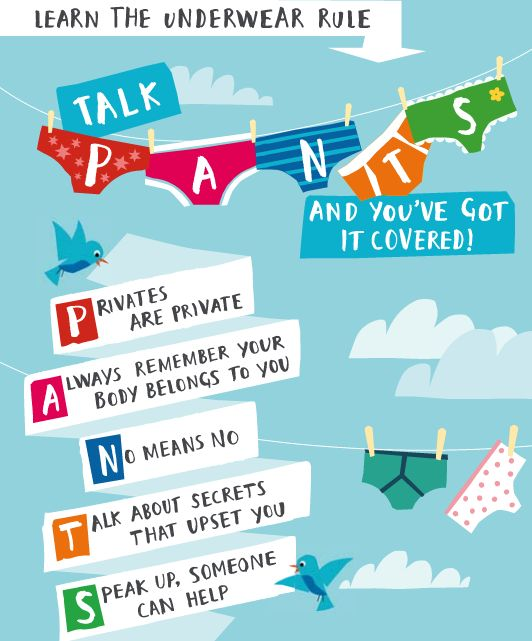 LEARN THE UNDERWEAR RULE
TALK
PANTS
AND YOU'VE GOT
IT COVERED!
PRIVATES
ARE PRIVATE
ALWAYS REMEMBER YOUR
BODY BELONGS TO YOU
NO MEANS NO
TALK ABOUT SECRETS
THAT UPSET YOU
SPEAK UP, SOMEONE
CAN HELP